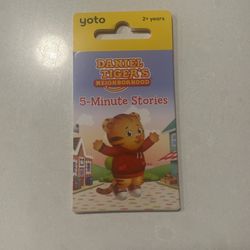 yoto
2+ years
DANIEL
TIGER'S
NEIGHBORHOOD
5-Minute Stories